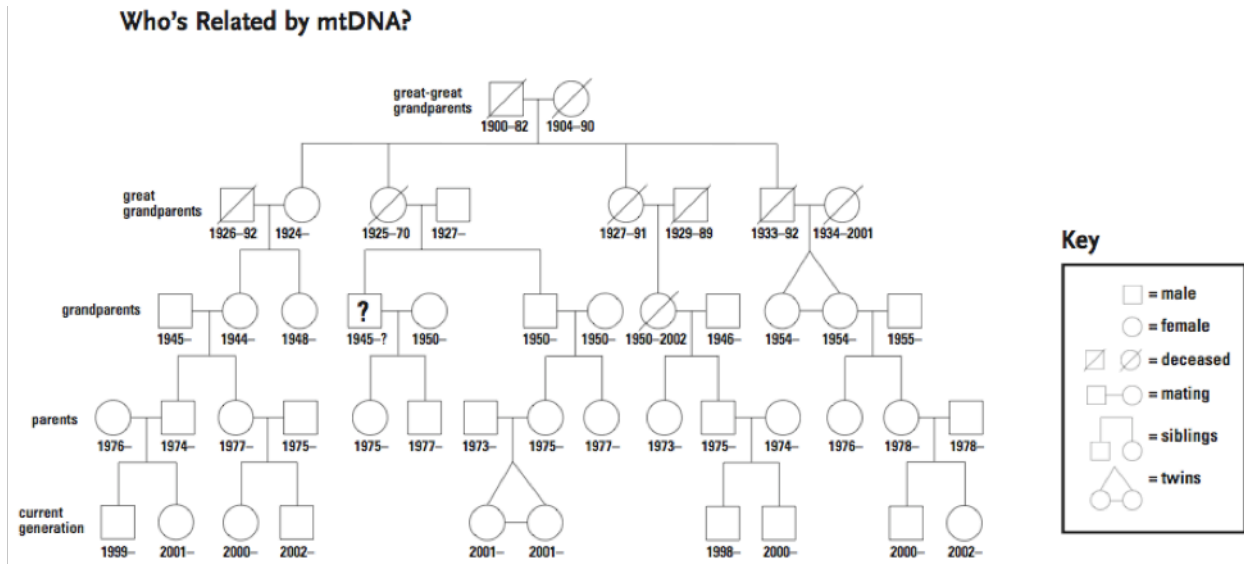 Who's Related by mtDNA?
great-great
grandparents
1900–82 1904–90
great
grandparents
1926–92 1924– 1925–70 1927– 1927–91 1929–89 1933–92 1934–2001
Key
= male
= female
= deceased
= mating
= siblings
= twins
grandparents
?
1945– 1944– 1948– 1945–? 1950– 1950– 1950– 1950–2002 1946– 1954– 1954– 1955–
parents
1976– 1974– 1977– 1975– 1975– 1977– 1973– 1975– 1977– 1973– 1975– 1974– 1976– 1978– 1978–
current
generation
1999– 2001– 2000– 2002– 2001– 2001– 1998– 2000– 2000– 2002–